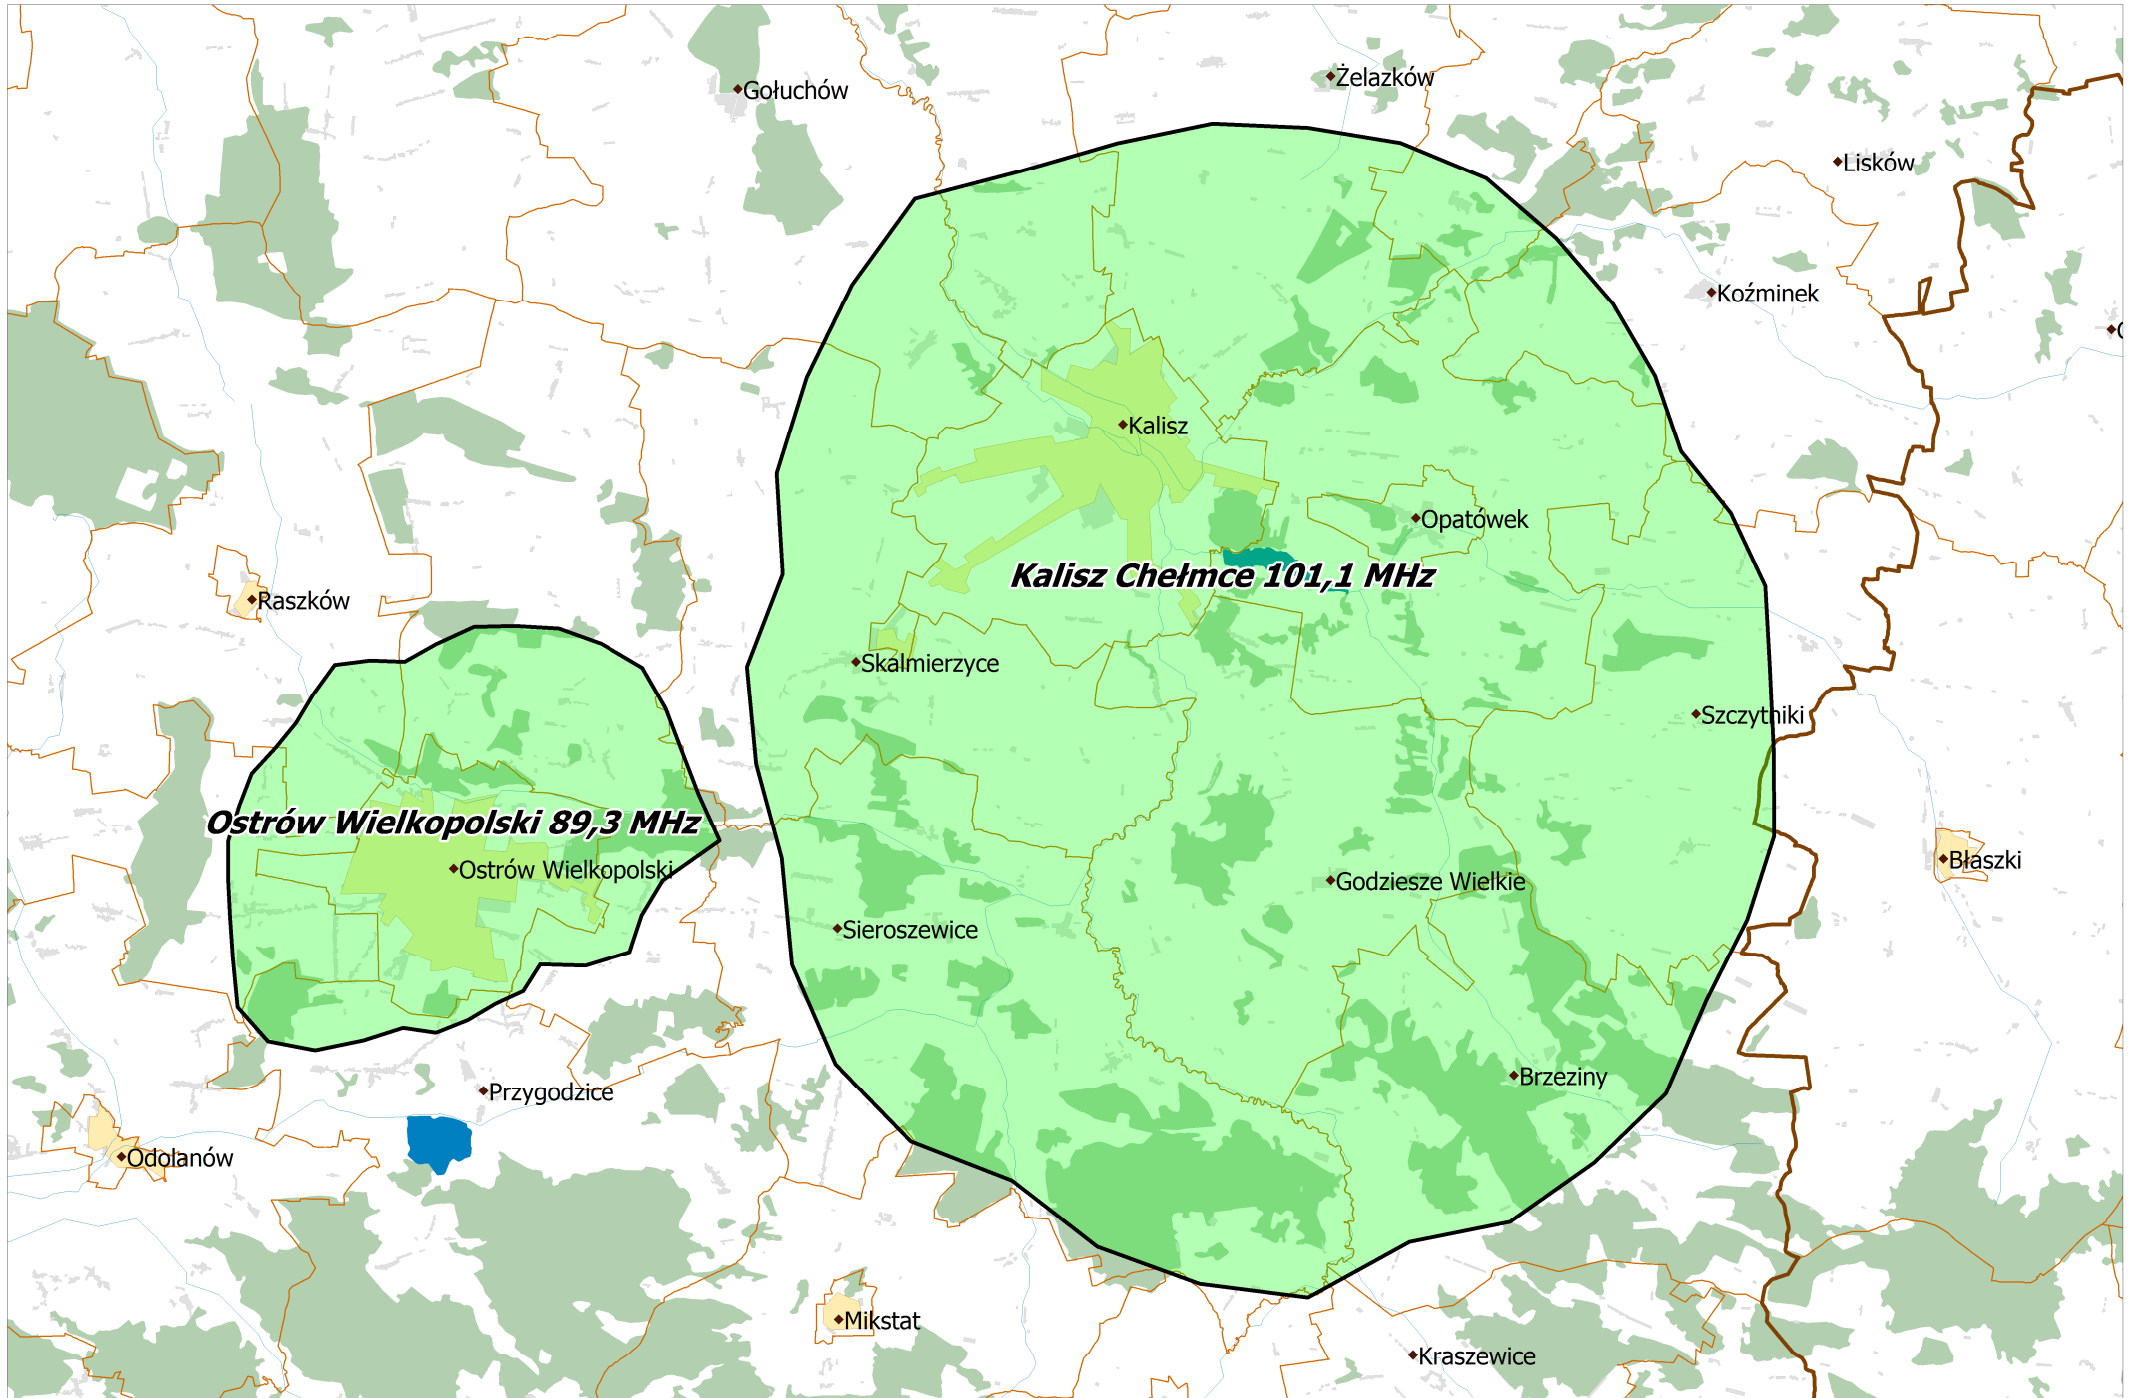 Żelazków
Gołuchów
Lisków
Koźminek
Kalisz
Opatówek
Kalisz Chełmce 101,1 MHz
Raszków
Skalmierzyce
Szczytniki
Ostrów Wielkopolski 89,3 MHz
Ostrów Wielkopolski
Błaszki
Godziesze Wielkie
Sieroszewice
Brzeziny
Przygodzice
Odolanów
Mikstat
Kraszewice